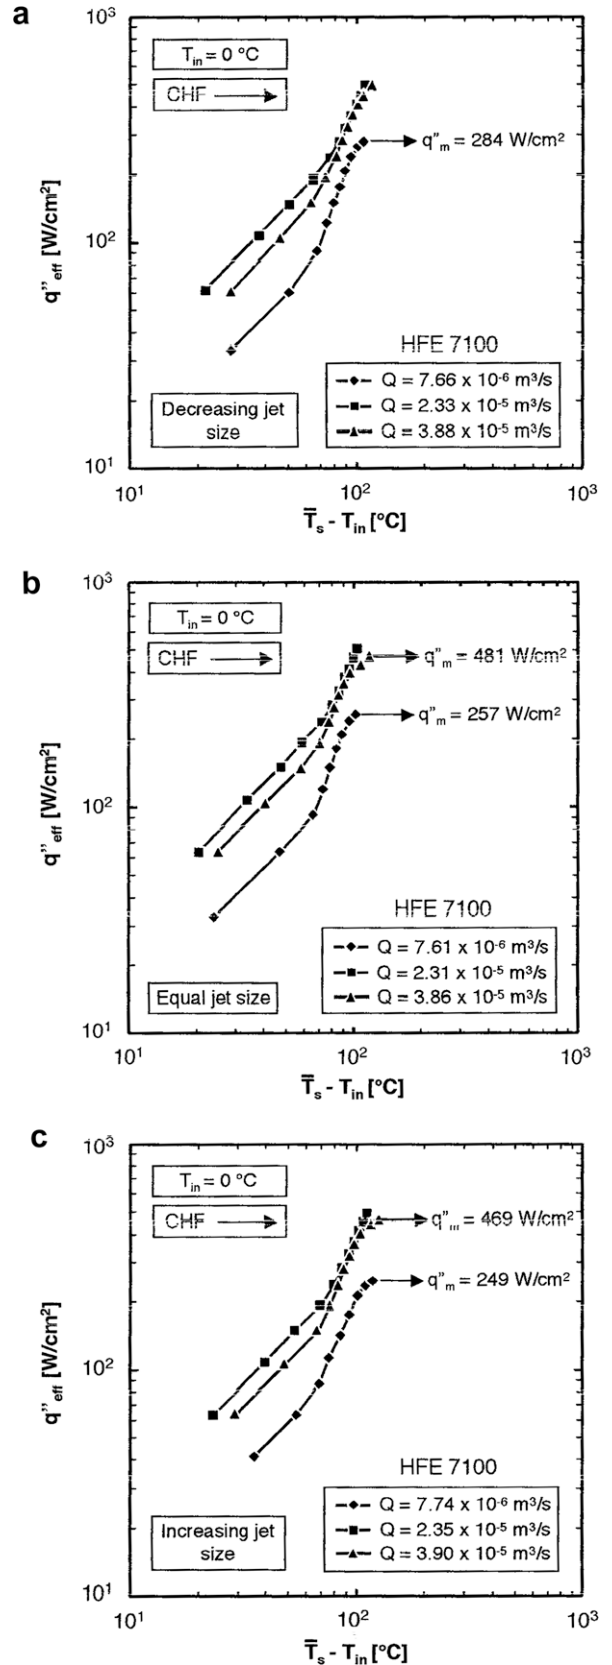 a
10³
T_in = 0 °C
CHF
q"_m = 284 W/cm²
10²
q"_eff [W/cm²]
HFE 7100
Q = 7.66 x 10⁻⁶ m³/s
Q = 2.33 x 10⁻⁵ m³/s
Q = 3.88 x 10⁻⁵ m³/s
Decreasing jet
size
10¹
10¹ 10² 10³
T̿_s - T_in [°C]
b
10³
T_in = 0 °C
CHF
q"_m = 481 W/cm²
q"_m = 257 W/cm²
10²
q"_eff [W/cm²]
HFE 7100
Q = 7.61 x 10⁻⁶ m³/s
Q = 2.31 x 10⁻⁵ m³/s
Q = 3.86 x 10⁻⁵ m³/s
Equal jet size
10¹
10¹ 10² 10³
T̿_s - T_in [°C]
c
10³
T_in = 0 °C
CHF
q"_m = 469 W/cm²
q"_m = 249 W/cm²
10²
q"_eff [W/cm²]
HFE 7100
Q = 7.74 x 10⁻⁶ m³/s
Q = 2.35 x 10⁻⁵ m³/s
Q = 3.90 x 10⁻⁵ m³/s
Increasing jet
size
10¹
10¹ 10² 10³
T̿_s - T_in [°C]